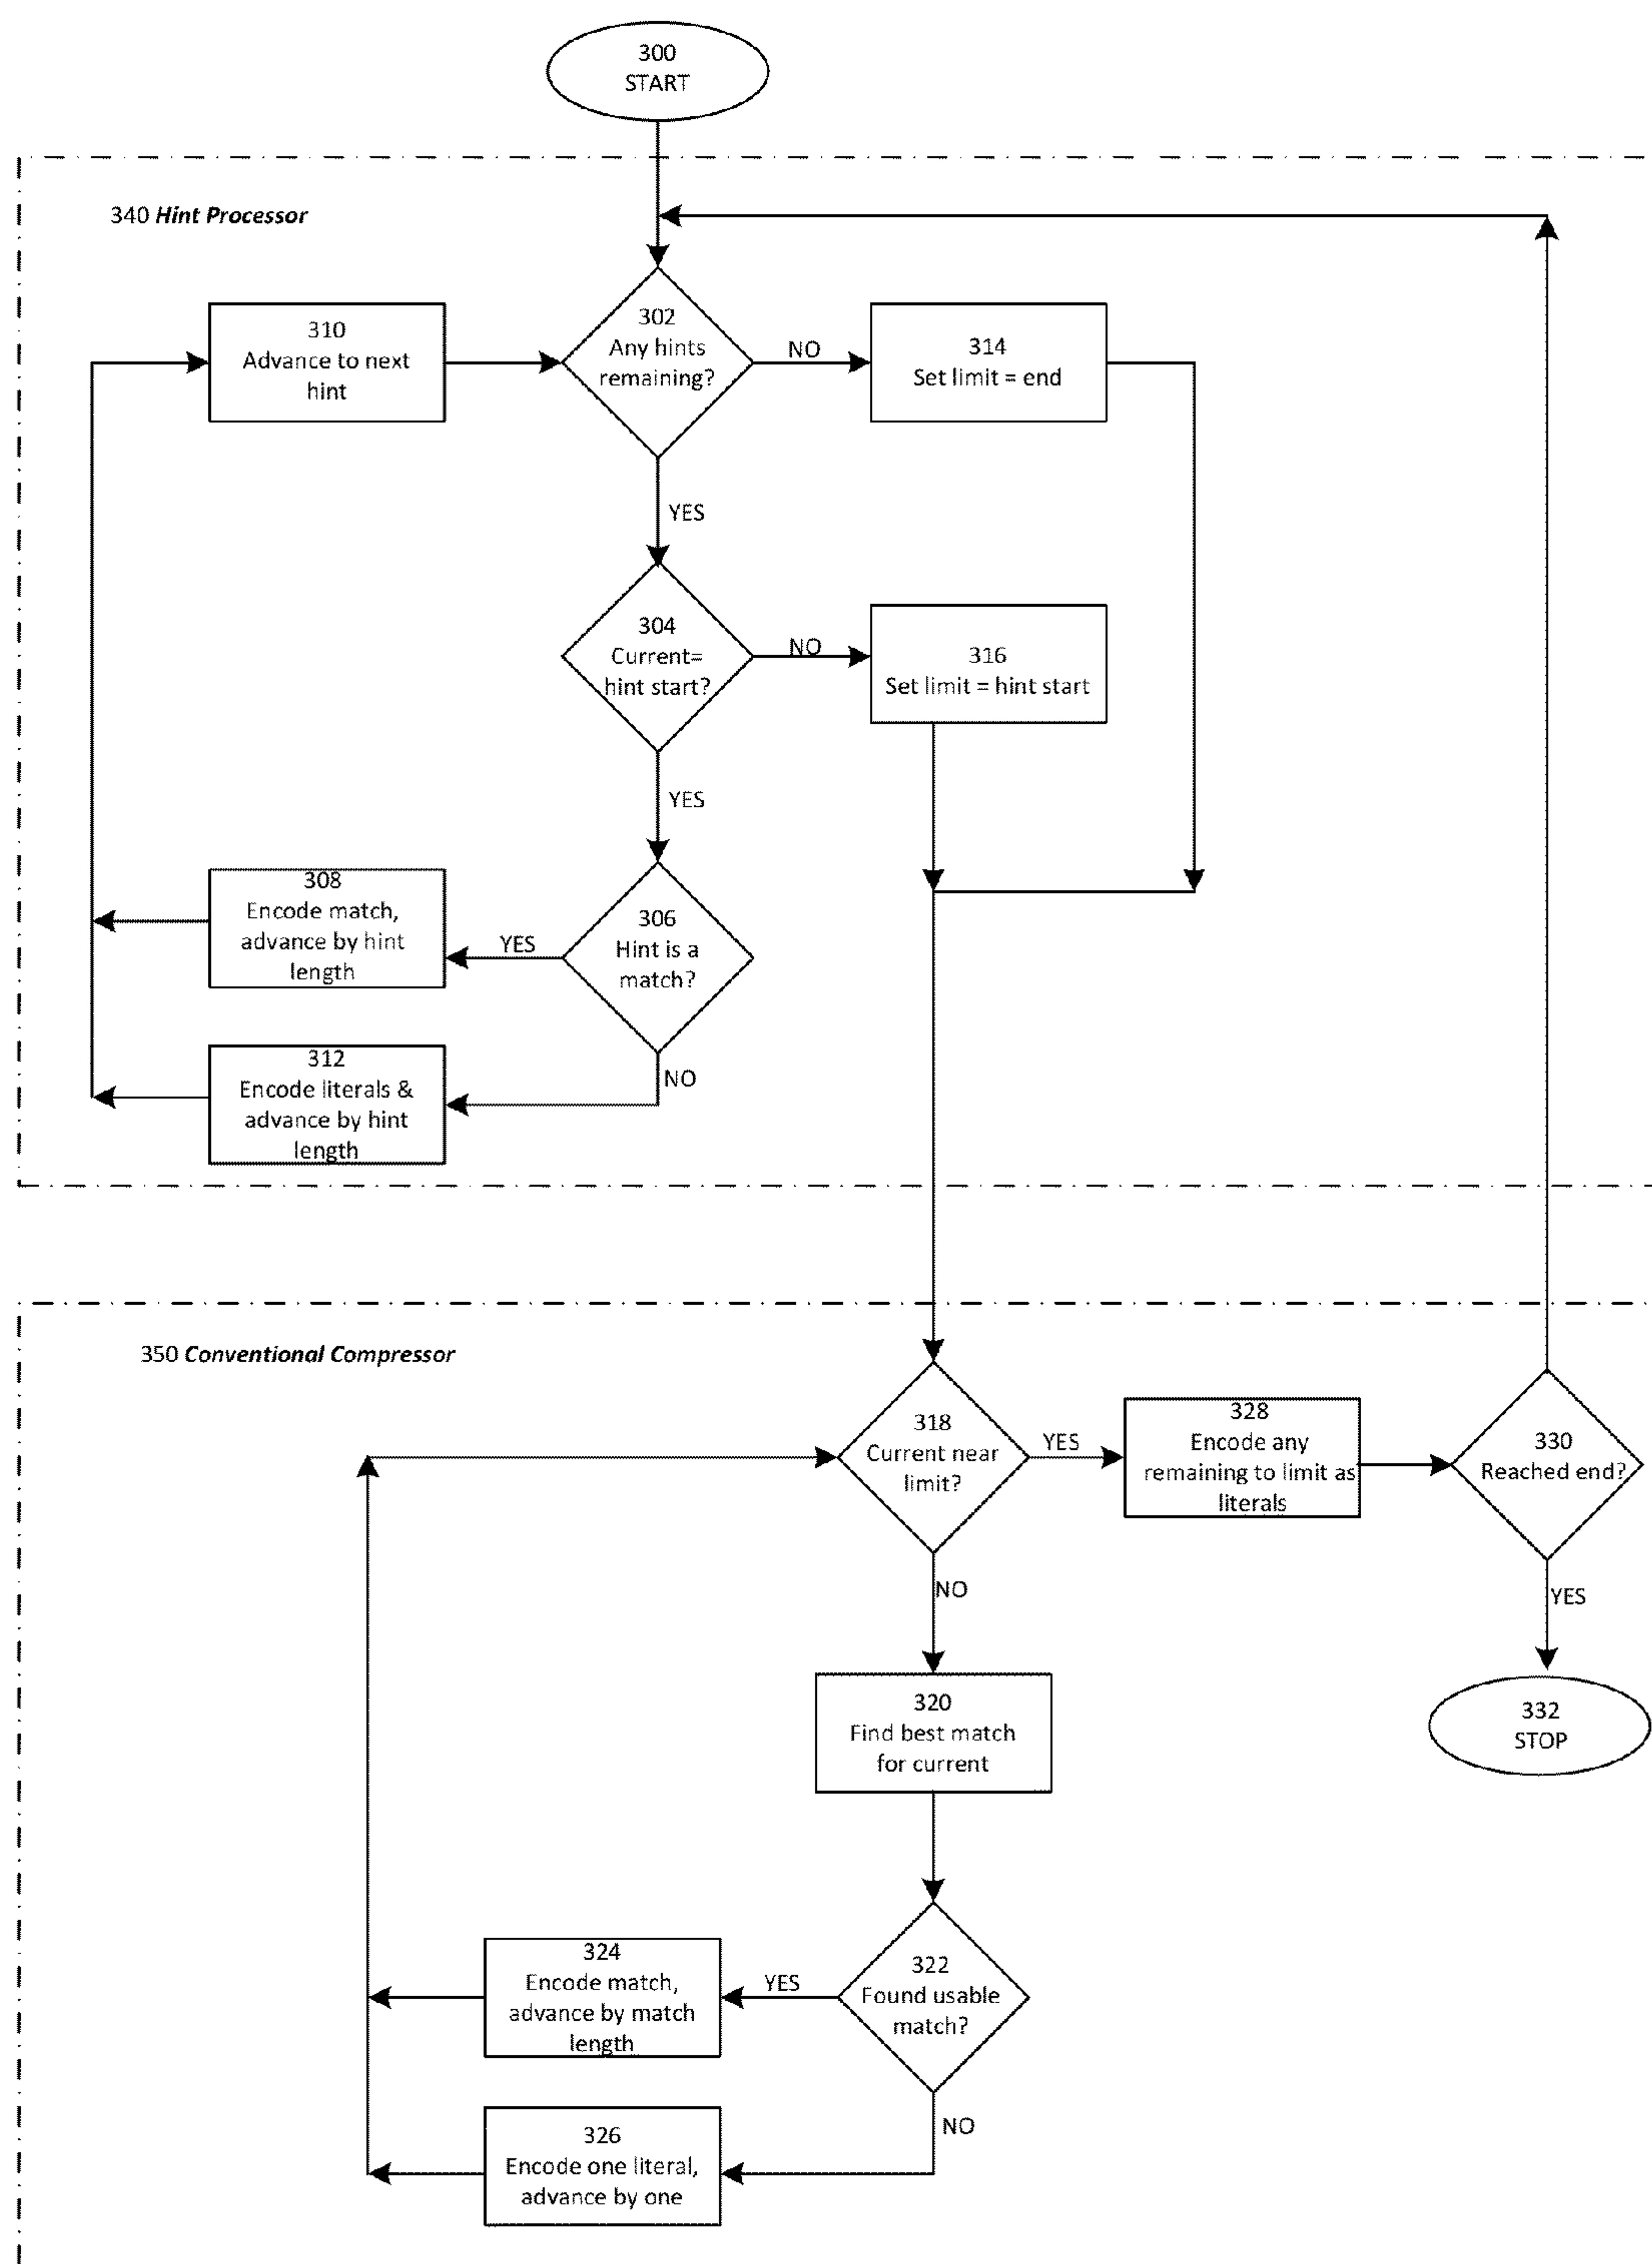 300
START
340 Hint Processor
310
Advance to next
hint
302
Any hints
remaining?
NO
314
Set limit = end
YES
304
Current=
hint start?
NO
316
Set limit = hint start
YES
308
Encode match,
advance by hint
length
YES
306
Hint is a
match?
NO
312
Encode literals &
advance by hint
length
350 Conventional Compressor
318
Current near
limit?
YES
328
Encode any
remaining to limit as
literals
330
Reached end?
NO
YES
320
Find best match
for current
332
STOP
324
Encode match,
advance by match
length
YES
322
Found usable
match?
NO
326
Encode one literal,
advance by one